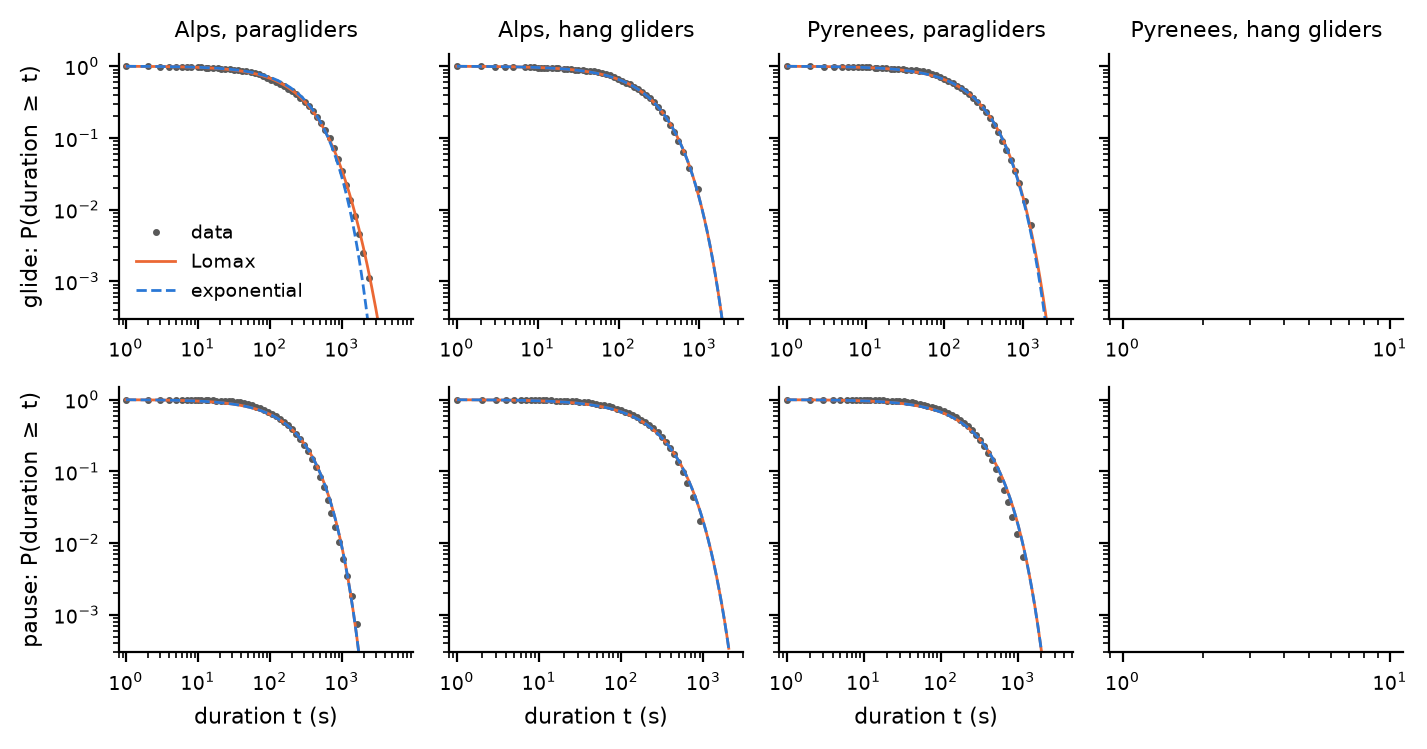 Alps, paragliders
Alps, hang gliders
Pyrenees, paragliders
Pyrenees, hang gliders
glide: P(duration ≥ t)
10⁰
10⁻¹
10⁻²
10⁻³
data
Lomax
exponential
10⁰ 10¹ 10² 10³
10⁰ 10¹ 10² 10³
10⁰ 10¹ 10² 10³
10⁰ 10¹
pause: P(duration ≥ t)
10⁰
10⁻¹
10⁻²
10⁻³
10⁰ 10¹ 10² 10³
10⁰ 10¹ 10² 10³
10⁰ 10¹ 10² 10³
10⁰ 10¹
duration t (s)
duration t (s)
duration t (s)